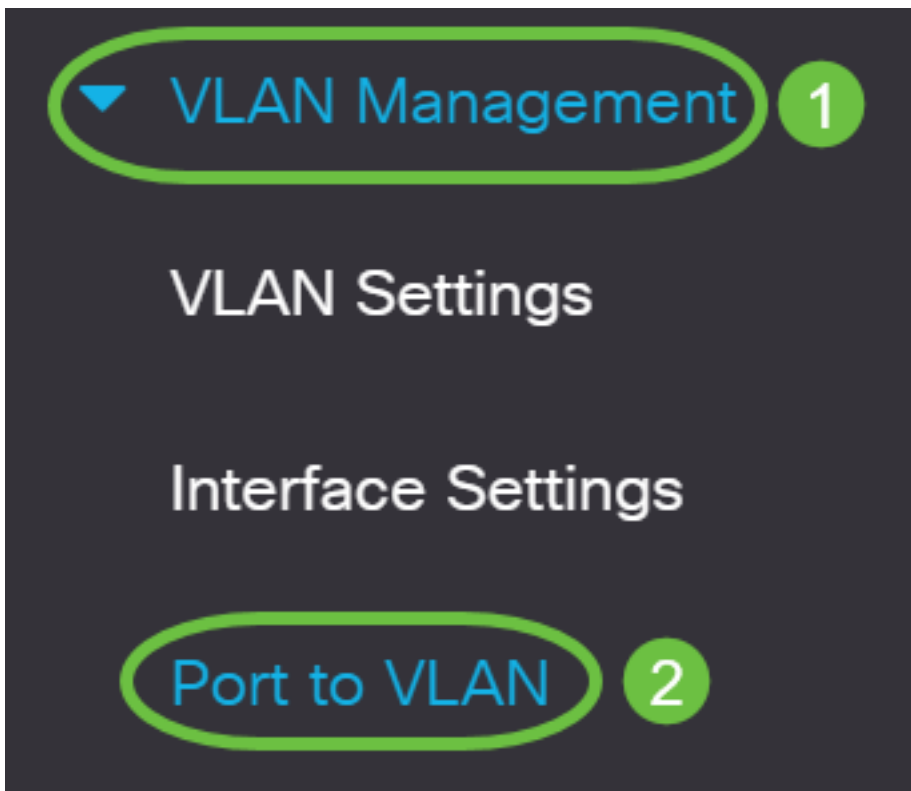 VLAN Management 1
VLAN Settings
Interface Settings
Port to VLAN 2